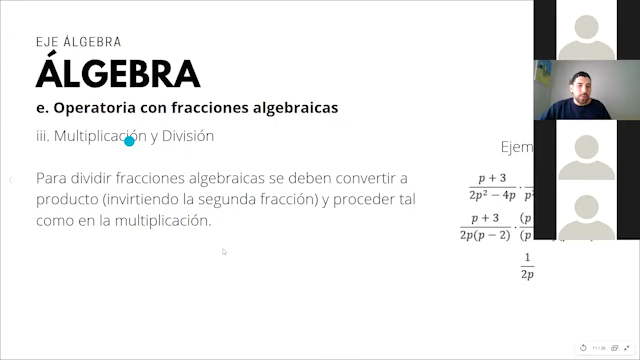 EJE ÁLGEBRA
ÁLGEBRA
e. Operatoria con fracciones algebraicas
iii. Multiplicación y División
Para dividir fracciones algebraicas se deben convertir a
producto (invirtiendo la segunda fracción) y proceder tal
como en la multiplicación.
Ejem
p + 3
2p² − 4p
p + 3
2p(p − 2)
1
2p